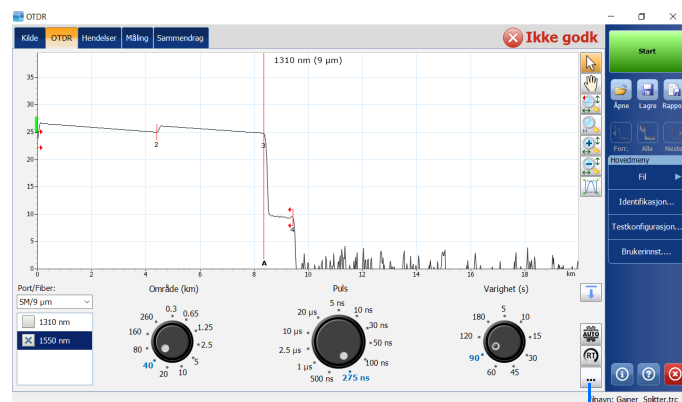 OTDR
Kilde OTDR Hendelser Måling Sammendrag
Ikke godk
Start
1310 nm (9 µm)
Åpne Lagre Rappo
Forr. Alle Neste
Hovedmeny
Fil
Identifikasjon...
Testkonfigurasjon...
Brukerinnst....
35
30
25
20
15
10
5
0
2 3 4
A
2 4 6 8 10 12 14 16 18 km
Port/Fiber:
SM/9 µm
1310 nm
1550 nm
Område (km)
0.3 0.65 1.25 2.5 5 10 20 40 80 160 260
Puls
5 ns 10 ns 30 ns 50 ns 100 ns 275 ns 500 ns 1 µs 2.5 µs 10 µs 20 µs
Varighet (s)
5 10 15 30 45 60 90 120 180
AUTO
RT
...
Filnavn: Gainer_Splitter.trc